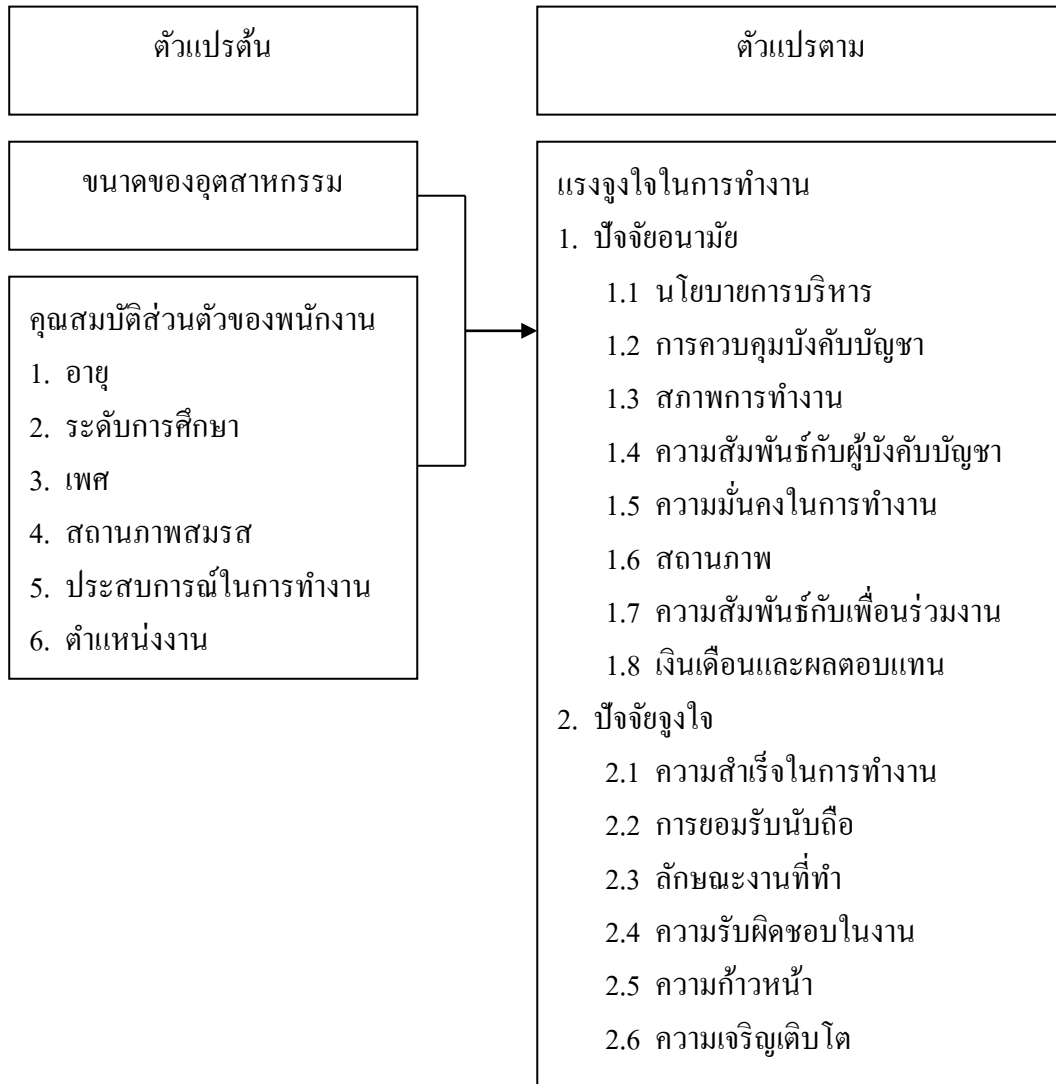 ตัวแปรต้น
ตัวแปรตาม
ขนาดของอุตสาหกรรม
คุณสมบัติส่วนตัวของพนักงาน
1. อายุ
2. ระดับการศึกษา
3. เพศ
4. สถานภาพสมรส
5. ประสบการณ์ในการทำงาน
6. ตำแหน่งงาน
แรงจูงใจในการทำงาน
1. ปัจจัยอนามัย
1.1 นโยบายการบริหาร
1.2 การควบคุมบังคับบัญชา
1.3 สภาพการทำงาน
1.4 ความสัมพันธ์กับผู้บังคับบัญชา
1.5 ความมั่นคงในการทำงาน
1.6 สถานภาพ
1.7 ความสัมพันธ์กับเพื่อนร่วมงาน
1.8 เงินเดือนและผลตอบแทน
2. ปัจจัยจูงใจ
2.1 ความสำเร็จในการทำงาน
2.2 การยอมรับนับถือ
2.3 ลักษณะงานที่ทำ
2.4 ความรับผิดชอบในงาน
2.5 ความก้าวหน้า
2.6 ความเจริญเติบโต